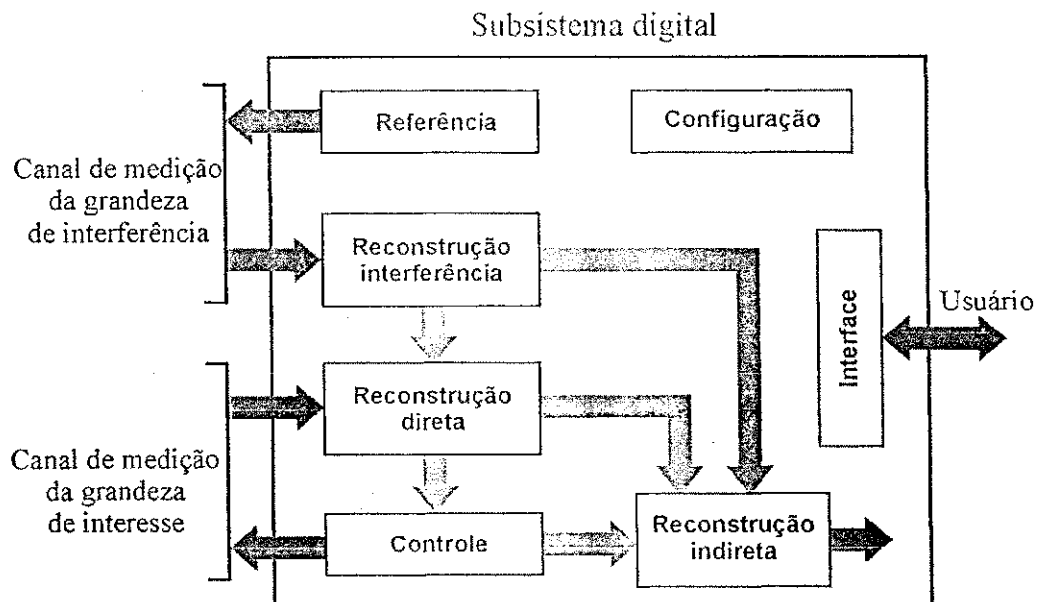 Subsistema digital
Referência
Configuração
Canal de medição
da grandeza
de interferência
Reconstrução
interferência
Interface
Usuário
Reconstrução
direta
Canal de medição
da grandeza
de interesse
Controle
Reconstrução
indireta